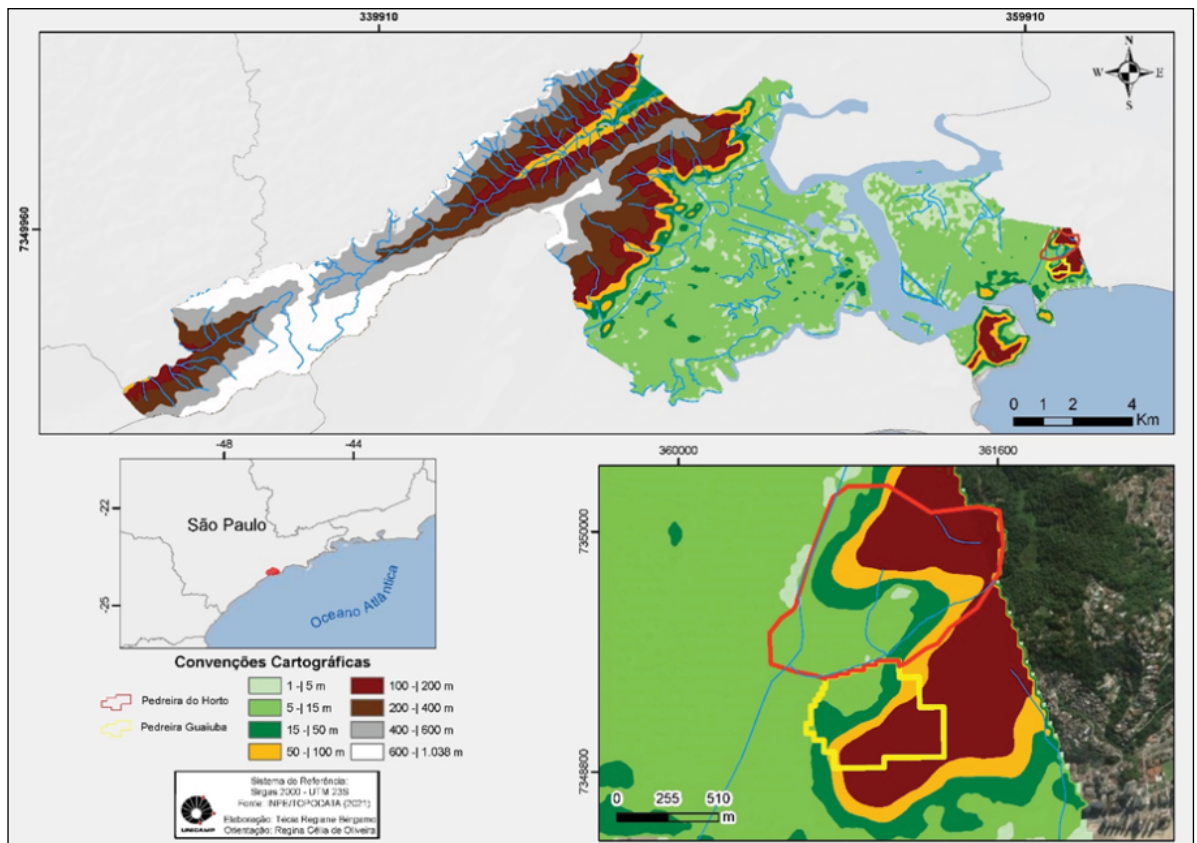 339910
359910
N
W E
S
7349960
0 1 2 4
Km
-48
-44
-22
-25
São Paulo
Oceano Atlântico
360000
361600
7350000
7348800
0 255 510
m
Convenções Cartográficas
Pedreira do Horto
Pedreira Guaiuba
1 -| 5 m
5 -| 15 m
15 -| 50 m
50 -| 100 m
100 -| 200 m
200 -| 400 m
400 -| 600 m
600 -| 1.038 m
Sistema de Referência:
Sirgas 2000 - UTM 23S
Fonte: INPE/TOPODATA (2021)
Elaboração: Técia Regiane Bérgamo
Orientação: Regina Célia de Oliveira
UNICAMP